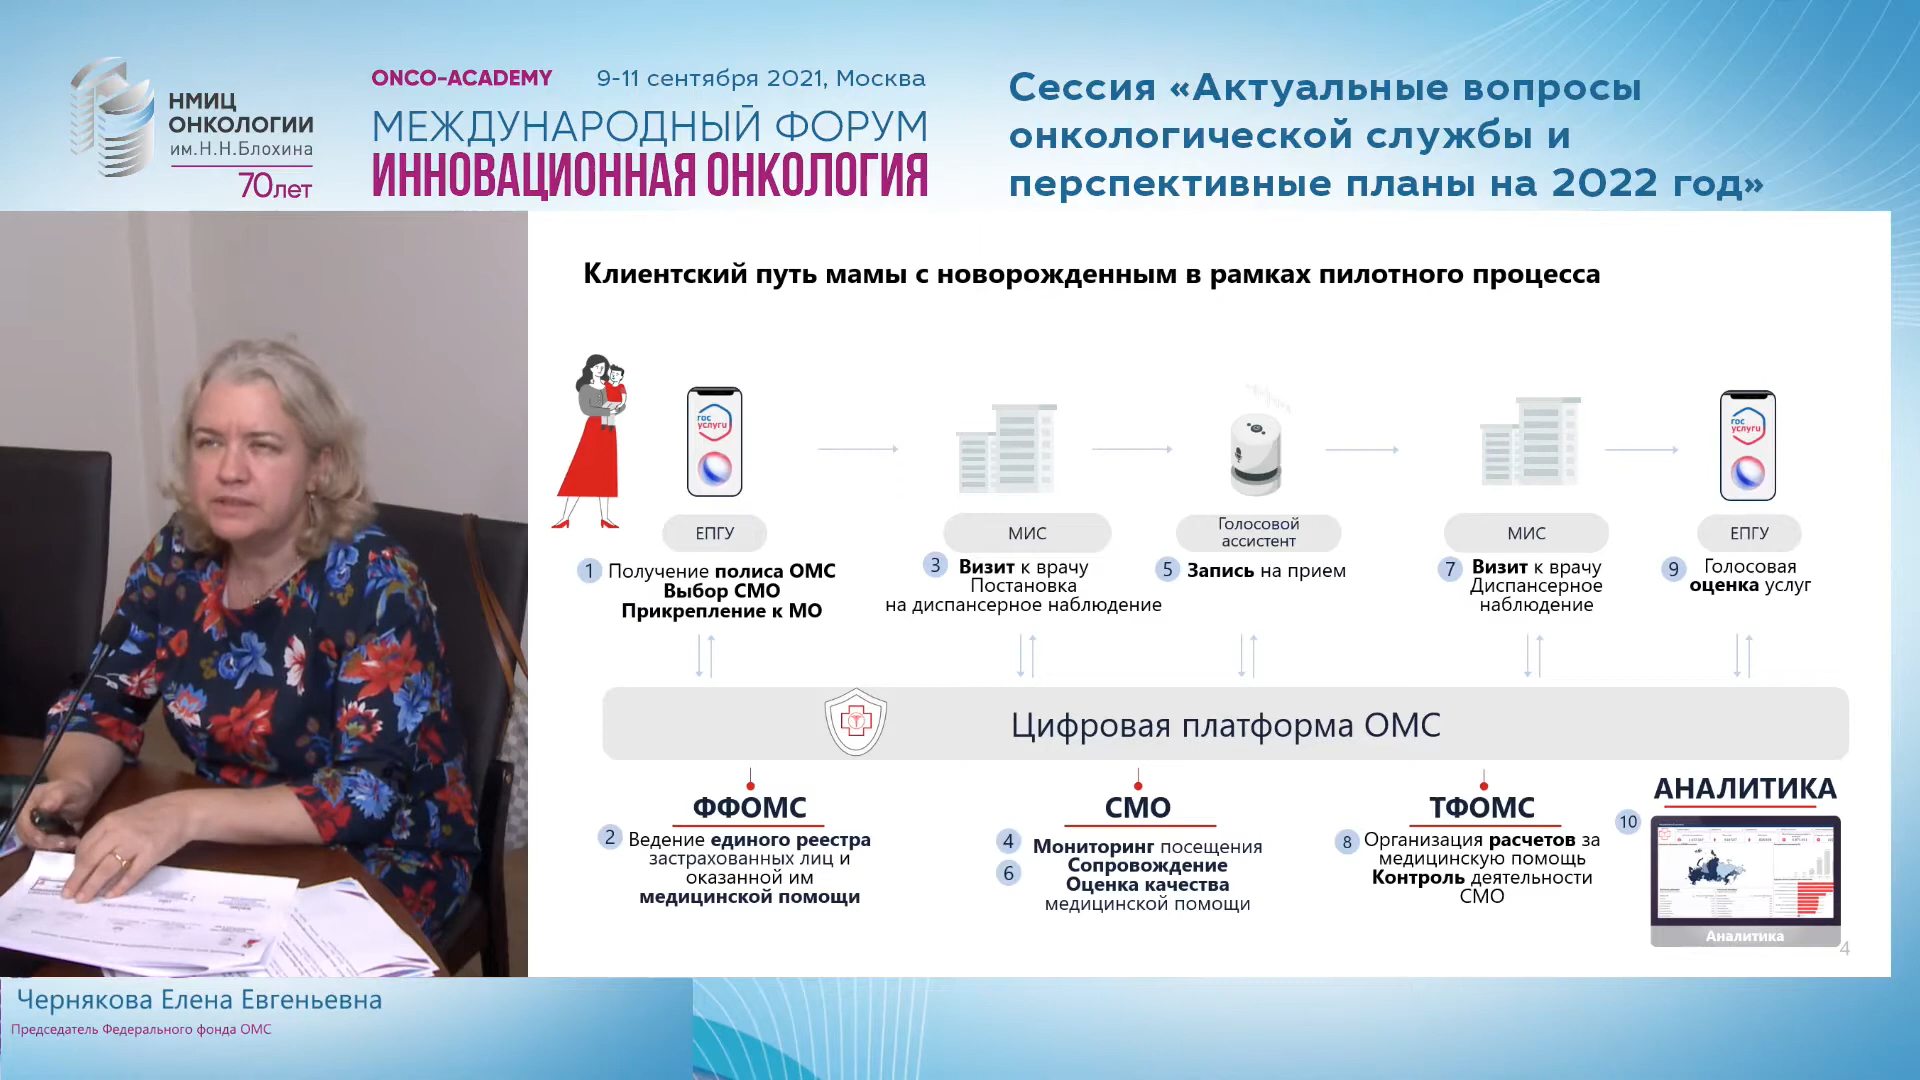 НМИЦ
ОНКОЛОГИИ
им.Н.Н.Блохина
70лет
ONCO-ACADEMY
9-11 сентября 2021, Москва
МЕЖДУНАРОДНЫЙ ФОРУМ
ИННОВАЦИОННАЯ ОНКОЛОГИЯ
Сессия «Актуальные вопросы
онкологической службы и
перспективные планы на 2022 год»
Клиентский путь мамы с новорожденным в рамках пилотного процесса
гос
услуги
гос
услуги
ЕПГУ
МИС
Голосовой
ассистент
МИС
ЕПГУ
1 Получение полиса ОМС
Выбор СМО
Прикрепление к МО
3 Визит к врачу
Постановка
на диспансерное наблюдение
5 Запись на прием
7 Визит к врачу
Диспансерное
наблюдение
9 Голосовая
оценка услуг
Цифровая платформа ОМС
ФФОМС
2 Ведение единого реестра
застрахованных лиц и
оказанной им
медицинской помощи
СМО
4 Мониторинг посещения
6 Сопровождение
Оценка качества
медицинской помощи
ТФОМС
8 Организация расчетов за
медицинскую помощь
Контроль деятельности
СМО
АНАЛИТИКА
10
Аналитика
4
Чернякова Елена Евгеньевна
Председатель Федерального фонда ОМС